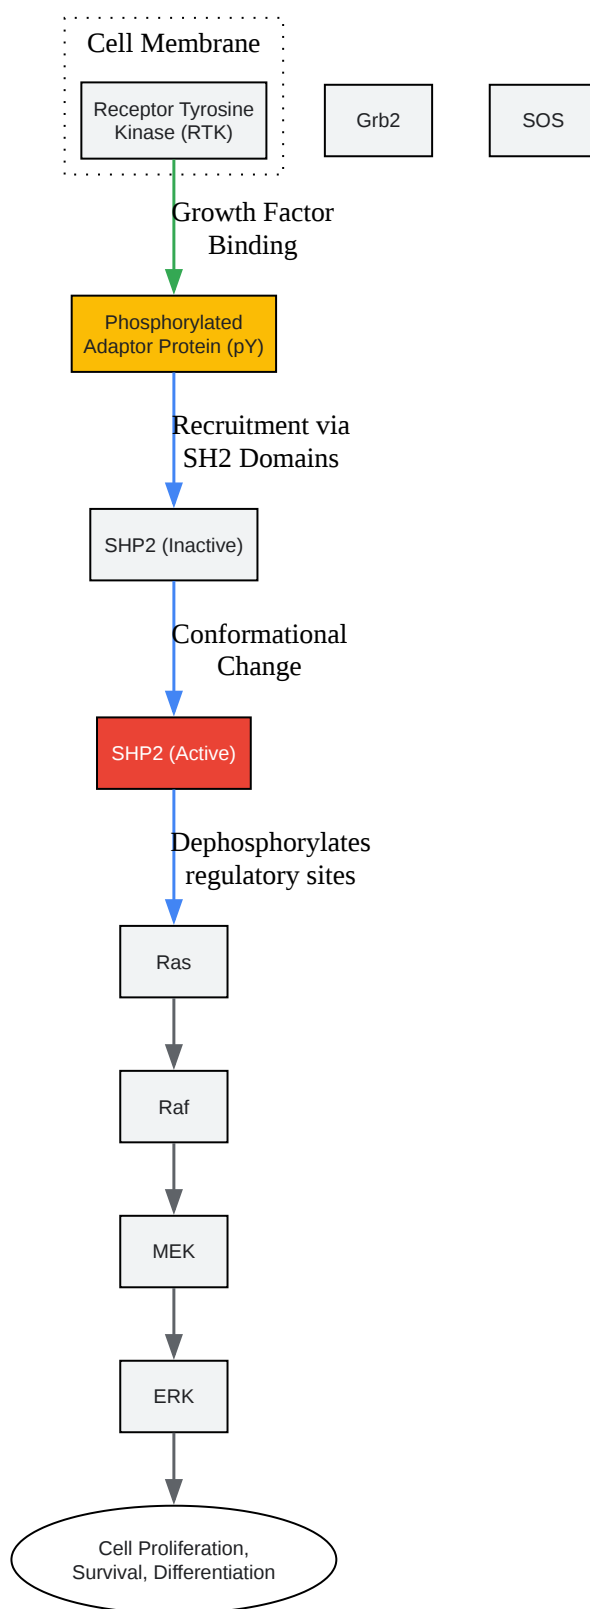 Cell Membrane
Receptor Tyrosine
Kinase (RTK)
Grb2
SOS
Growth Factor
Binding
Phosphorylated
Adaptor Protein (pY)
Recruitment via
SH2 Domains
SHP2 (Inactive)
Conformational
Change
SHP2 (Active)
Dephosphorylates
regulatory sites
Ras
Raf
MEK
ERK
Cell Proliferation,
Survival, Differentiation